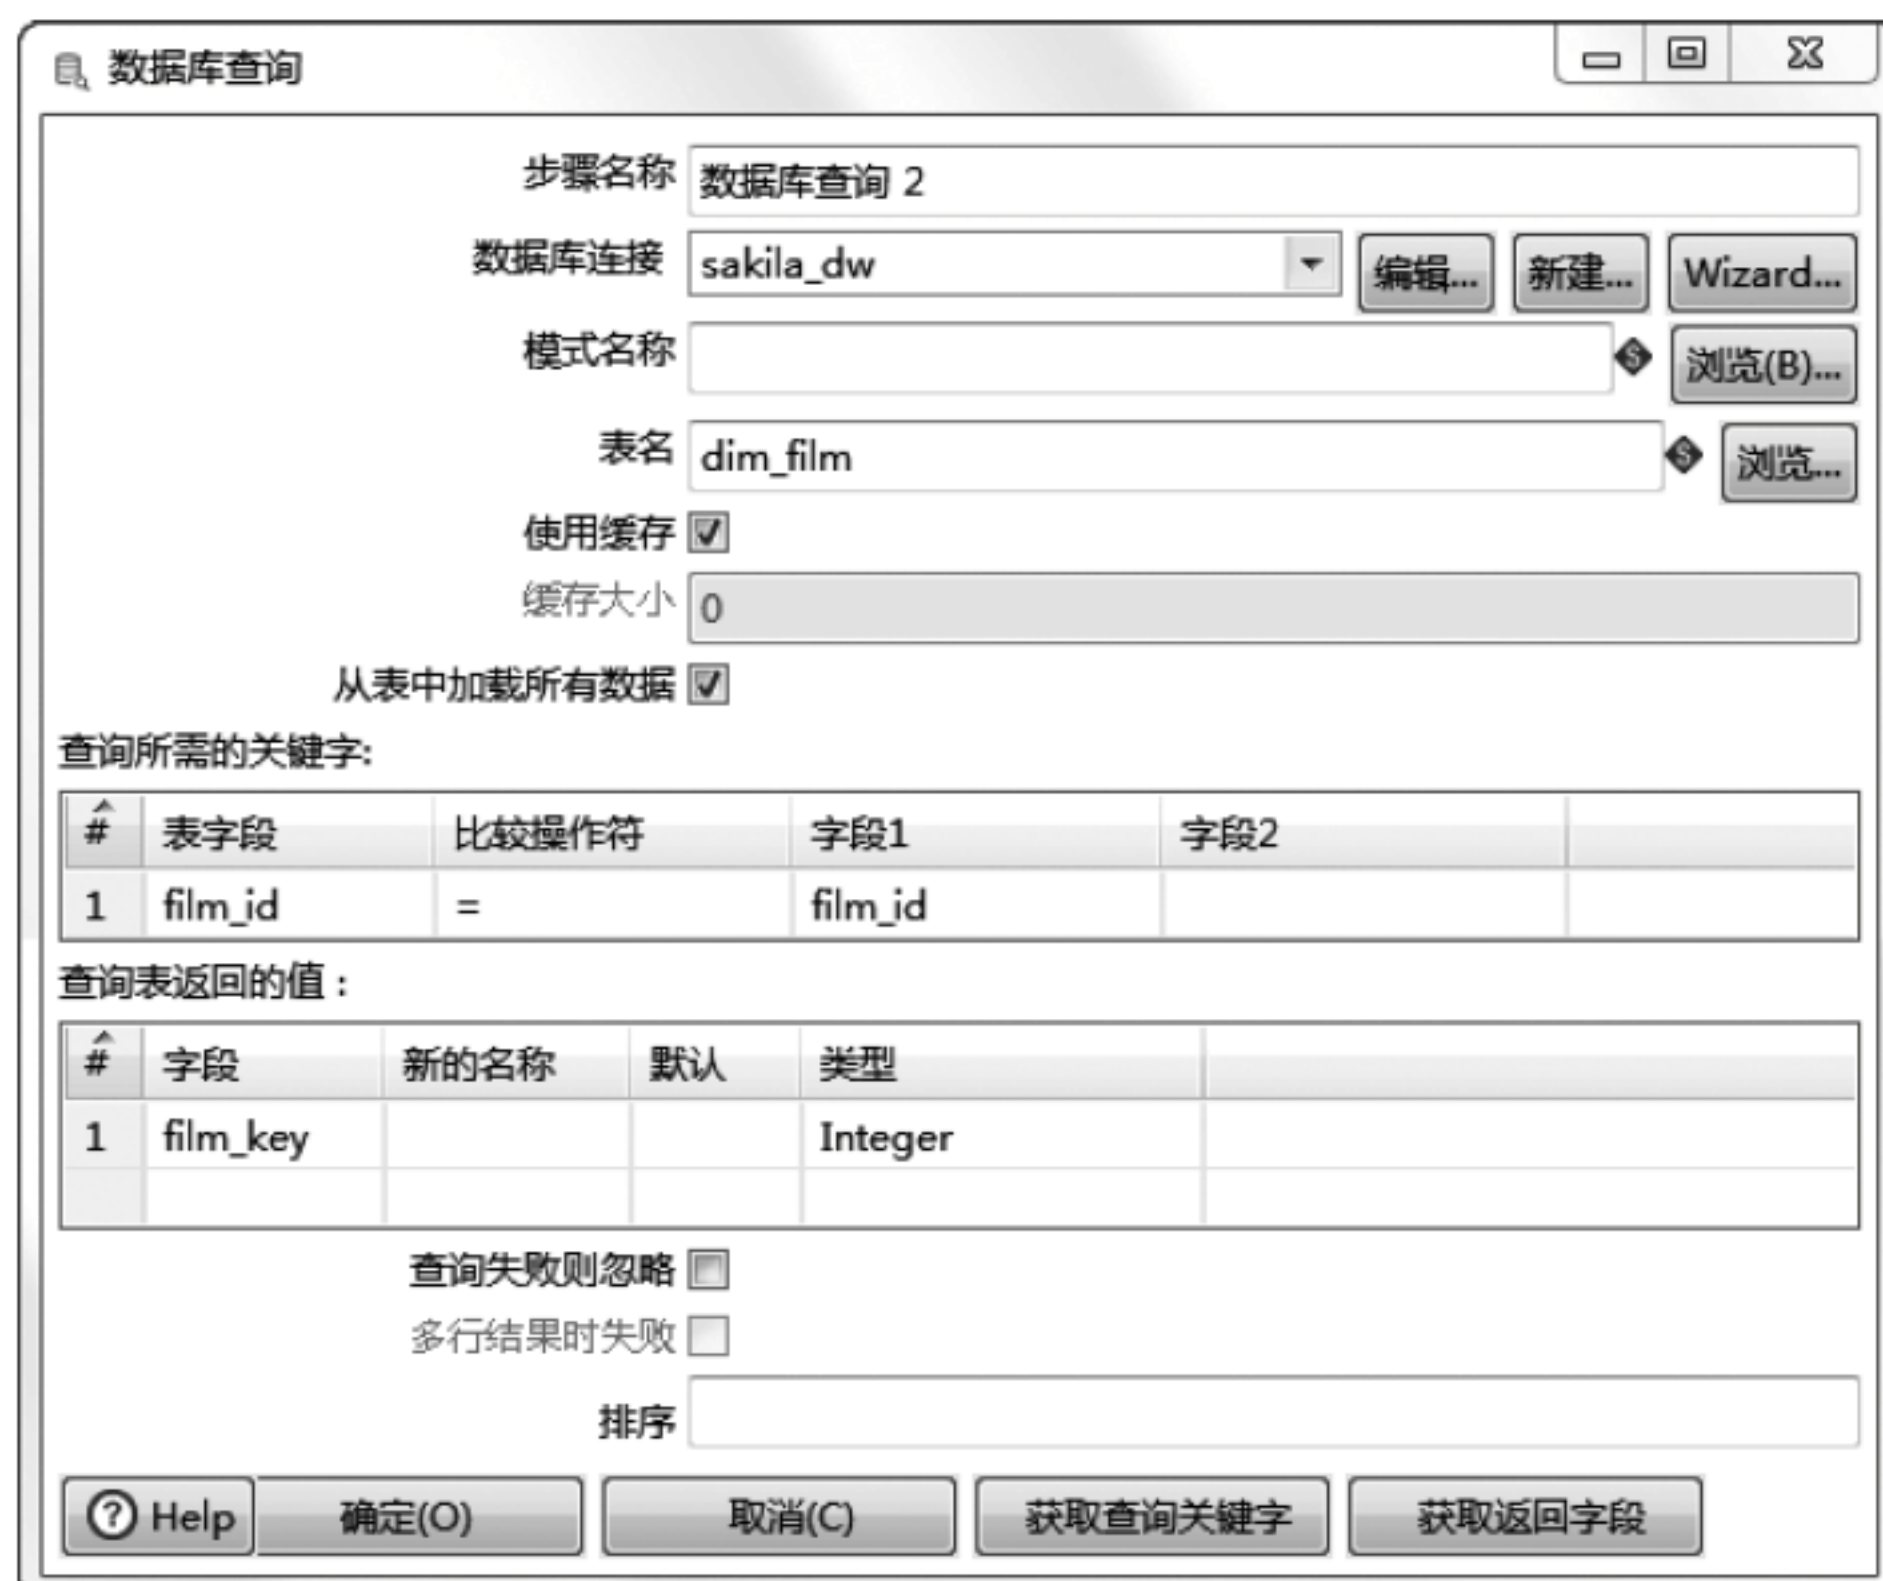 数据库查询
步骤名称 数据库查询 2
数据库连接 sakila_dw 编辑... 新建... Wizard...
模式名称 S 浏览(B)...
表名 dim_film S 浏览...
使用缓存
缓存大小 0
从表中加载所有数据
查询所需的关键字:
# 表字段 比较操作符 字段1 字段2
1 film_id = film_id
查询表返回的值：
# 字段 新的名称 默认 类型
1 film_key Integer
查询失败则忽略
多行结果时失败
排序
? Help 确定(O) 取消(C) 获取查询关键字 获取返回字段